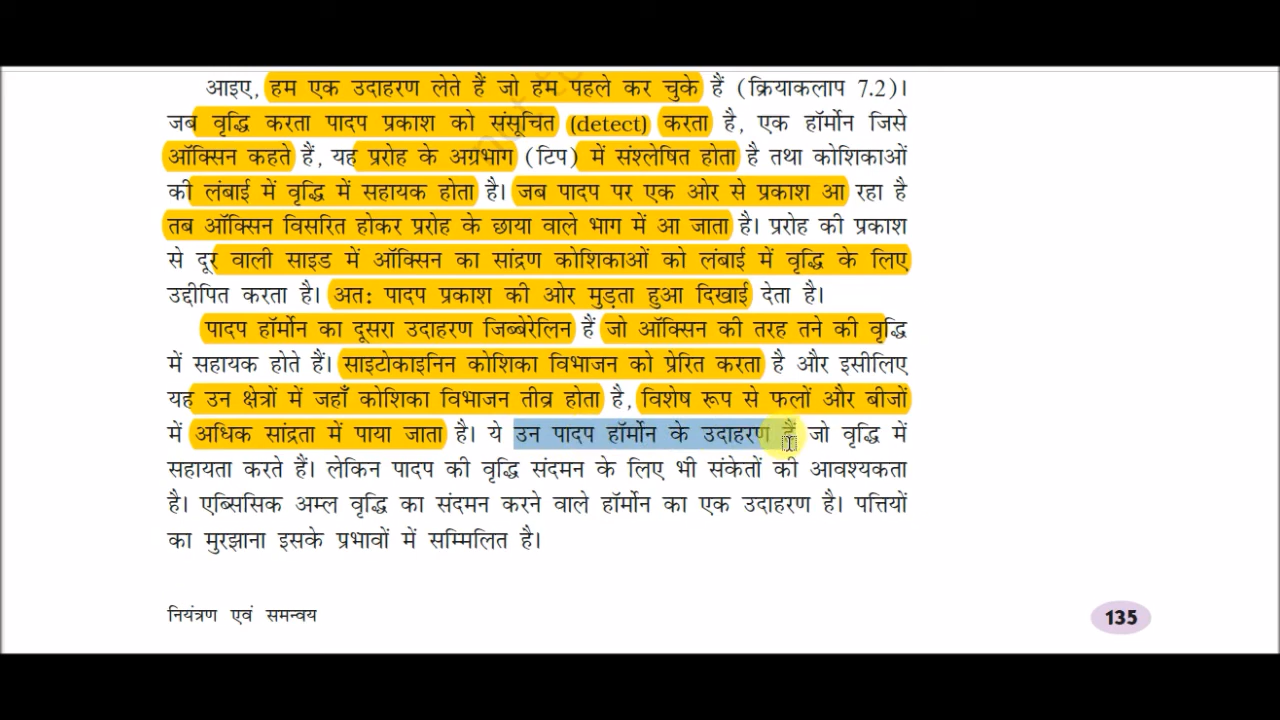 आइए, हम एक उदाहरण लेते हैं जो हम पहले कर चुके हैं (क्रियाकलाप 7.2)।
जब वृद्धि करता पादप प्रकाश को संसूचित (detect) करता है, एक हॉर्मोन जिसे
ऑक्सिन कहते हैं, यह प्ररोह के अग्रभाग (टिप) में संश्लेषित होता है तथा कोशिकाओं
की लंबाई में वृद्धि में सहायक होता है। जब पादप पर एक ओर से प्रकाश आ रहा है
तब ऑक्सिन विसरित होकर प्ररोह के छाया वाले भाग में आ जाता है। प्ररोह की प्रकाश
से दूर वाली साइड में ऑक्सिन का सांद्रण कोशिकाओं को लंबाई में वृद्धि के लिए
उद्दीपित करता है। अतः पादप प्रकाश की ओर मुड़ता हुआ दिखाई देता है।
पादप हॉर्मोन का दूसरा उदाहरण जिब्बेरेलिन हैं जो ऑक्सिन की तरह तने की वृद्धि
में सहायक होते हैं। साइटोकाइनिन कोशिका विभाजन को प्रेरित करता है और इसीलिए
यह उन क्षेत्रों में जहाँ कोशिका विभाजन तीव्र होता है, विशेष रूप से फलों और बीजों
में अधिक सांद्रता में पाया जाता है। ये उन पादप हॉर्मोन के उदाहरण हैं जो वृद्धि में
सहायता करते हैं। लेकिन पादप की वृद्धि संदमन के लिए भी संकेतों की आवश्यकता
है। एब्सिसिक अम्ल वृद्धि का संदमन करने वाले हॉर्मोन का एक उदाहरण है। पत्तियों
का मुरझाना इसके प्रभावों में सम्मिलित है।
नियंत्रण एवं समन्वय
135